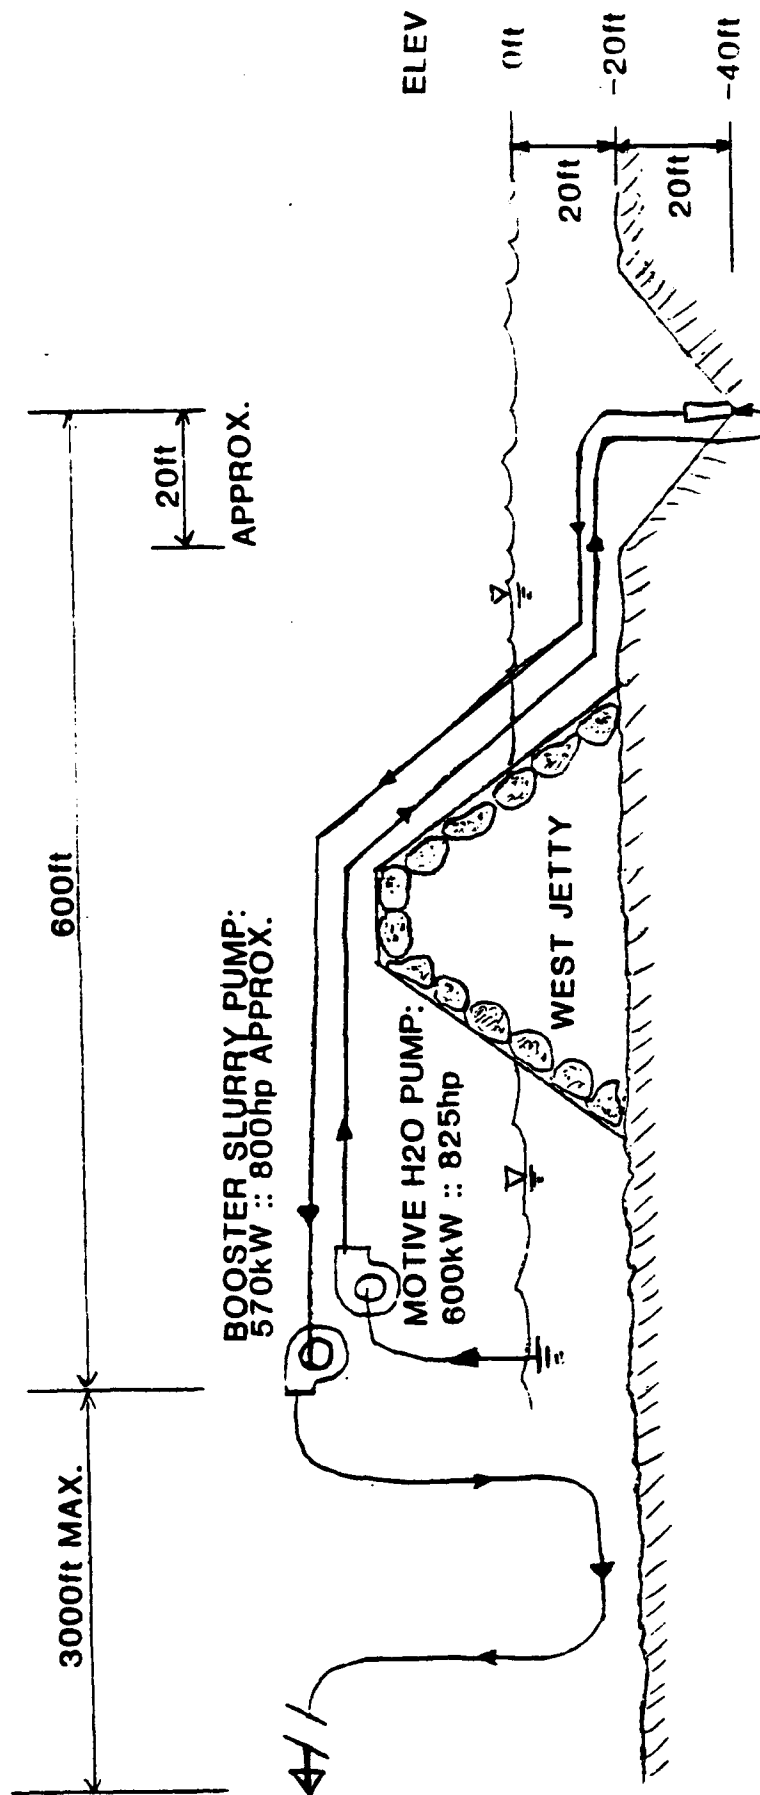 3000ft MAX.
600ft
20ft
APPROX.
BOOSTER SLURRY PUMP:
570kW :: 800hp APPROX.
MOTIVE H2O PUMP:
600kW :: 825hp
WEST JETTY
ELEV
0ft
20ft
-20ft
20ft
-40ft